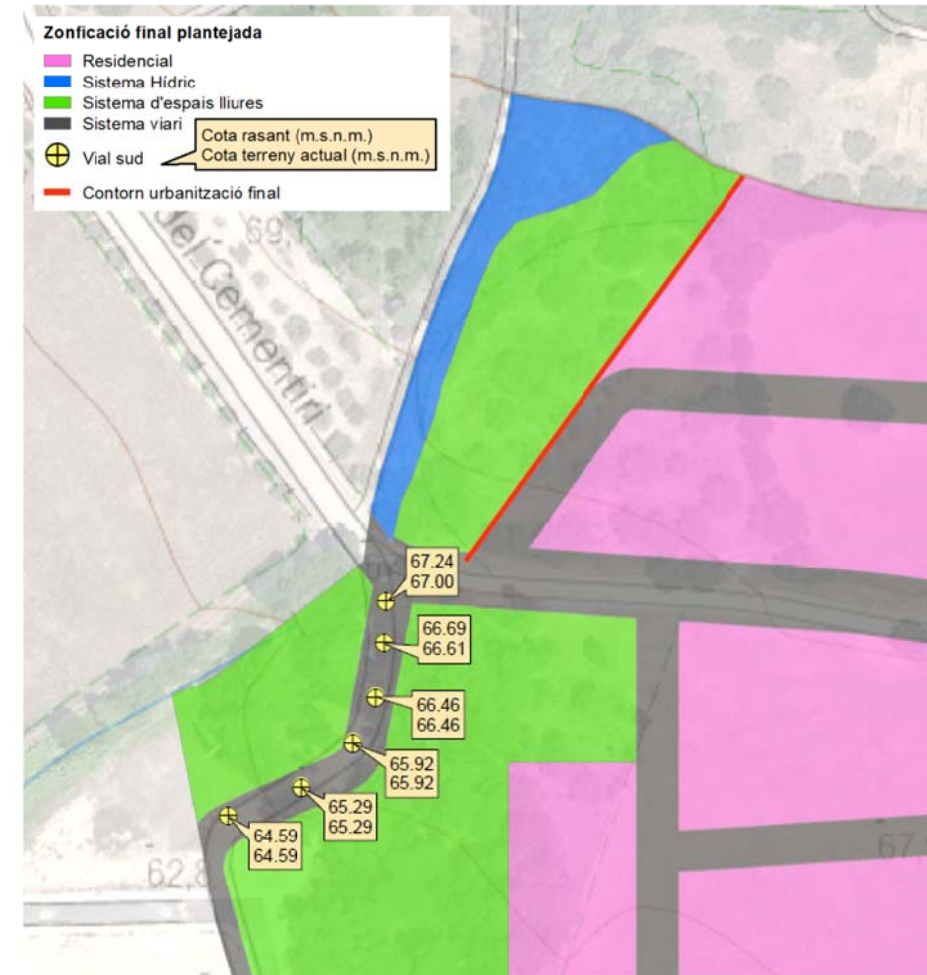 Zonficació final plantejada
Residencial
Sistema Hídric
Sistema d'espais lliures
Sistema viari
Cota rasant (m.s.n.m.)
Cota terreny actual (m.s.n.m.)
Vial sud
Contorn urbanització final
69,1
del Cementiri
67.24
67.00
66.69
66.61
66.46
66.46
65.92
65.92
65.29
65.29
64.59
64.59
62,8
67,